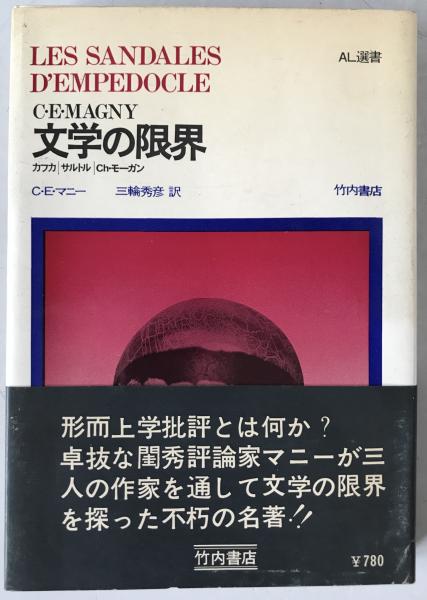 LES SANDALES
D'EMPEDOCLE
AL選書
C·E·MAGNY
文学の限界
カフカ|サルトル|Ch・モーガン
C・E・マニー 三輪秀彦 訳 竹内書店
形而上学批評とは何か?
卓抜な閨秀評論家マニーが三
人の作家を通して文学の限界
を探った不朽の名著!!
竹内書店
¥780